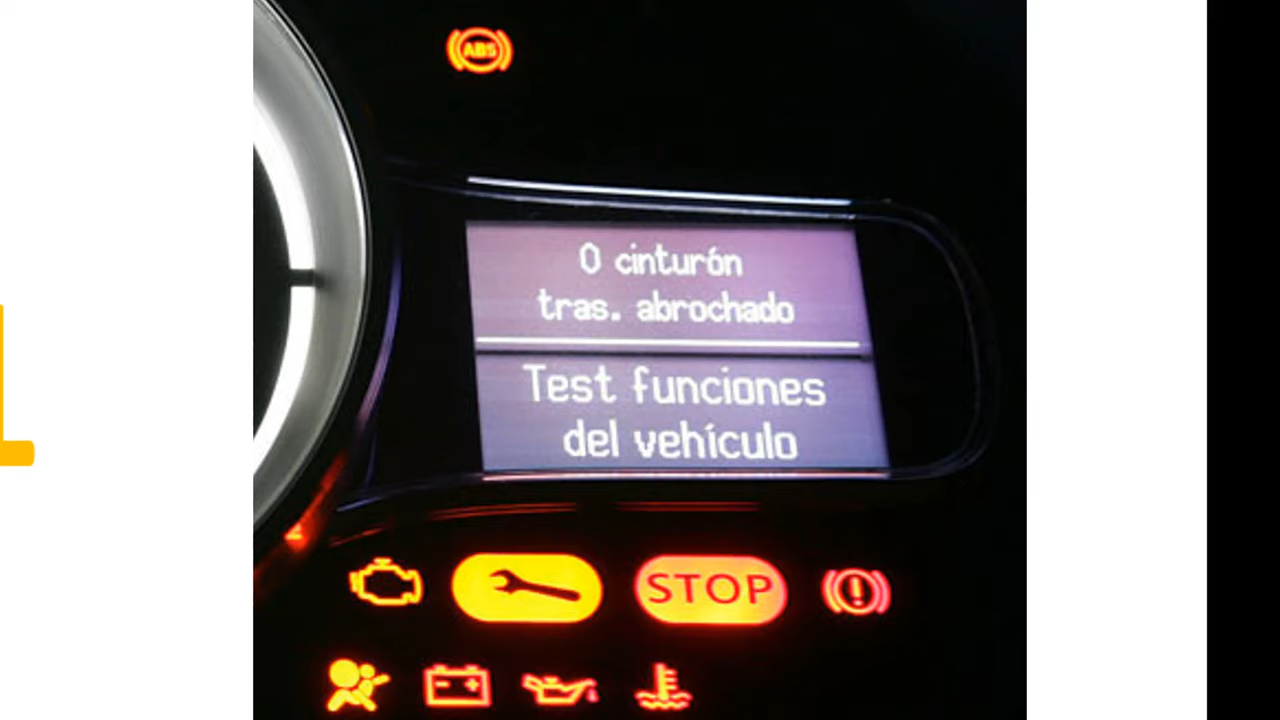 ABS
0 cinturón
tras. abrochado
Test funciones
del vehículo
STOP